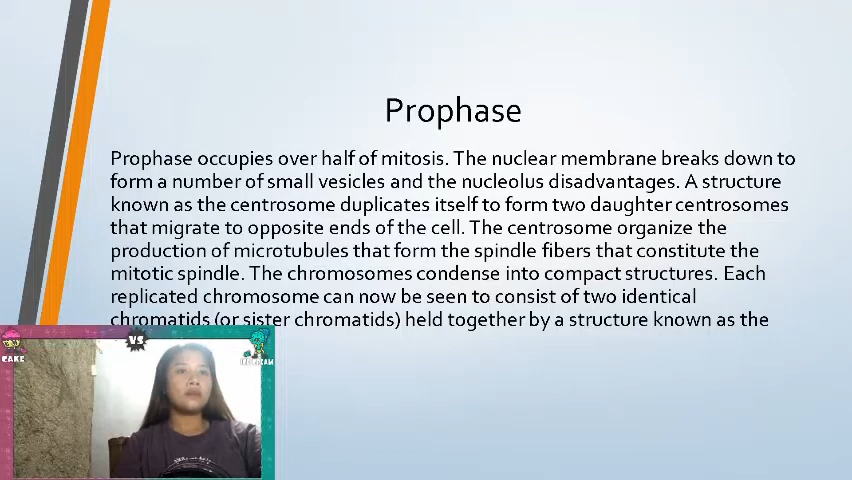 Prophase
Prophase occupies over half of mitosis. The nuclear membrane breaks down to
form a number of small vesicles and the nucleolus disadvantages. A structure
known as the centrosome duplicates itself to form two daughter centrosomes
that migrate to opposite ends of the cell. The centrosome organize the
production of microtubules that form the spindle fibers that constitute the
mitotic spindle. The chromosomes condense into compact structures. Each
replicated chromosome can now be seen to consist of two identical
chromatids (or sister chromatids) held together by a structure known as the
VS
CAKE
ICE CREAM